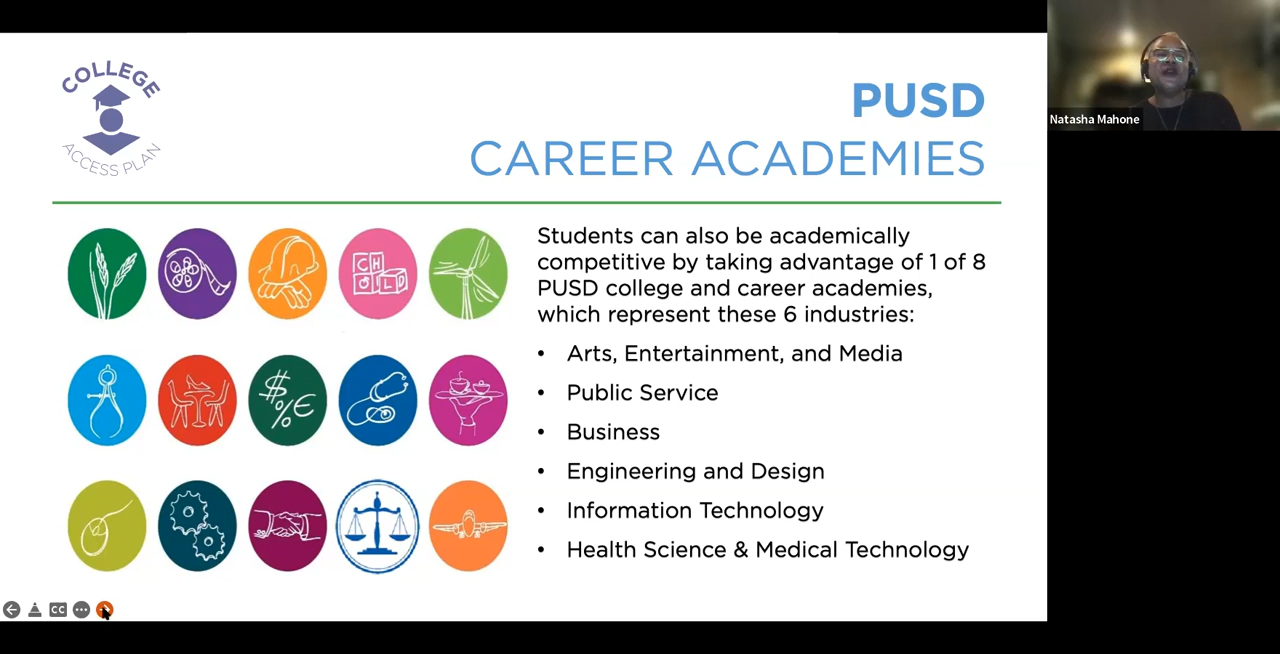 COLLEGE
ACCESS PLAN
PUSD
CAREER ACADEMIES
Natasha Mahone
Students can also be academically
competitive by taking advantage of 1 of 8
PUSD college and career academies,
which represent these 6 industries:
• Arts, Entertainment, and Media
• Public Service
• Business
• Engineering and Design
• Information Technology
• Health Science & Medical Technology
CH
OILD
$
%€
CC